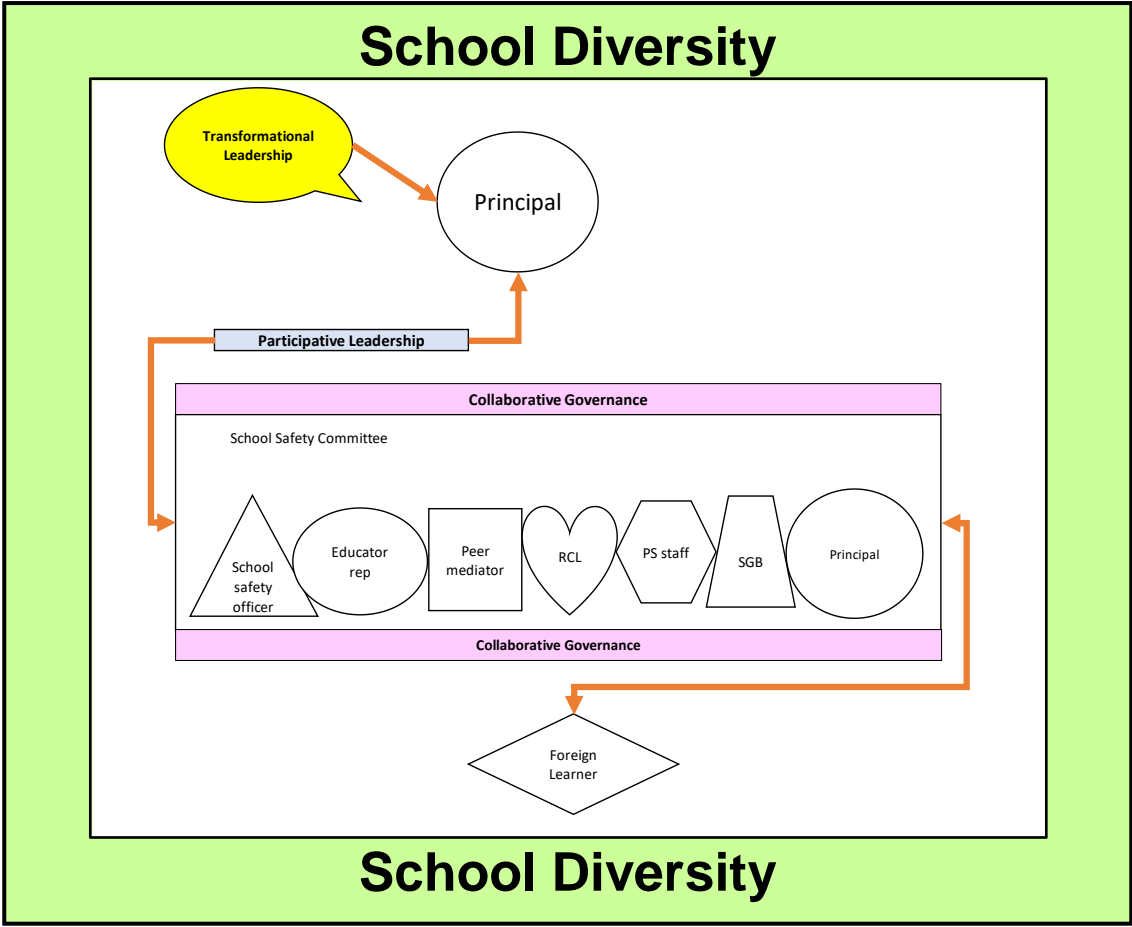 School Diversity
Transformational
Leadership
Principal
Participative Leadership
Collaborative Governance
School Safety Committee
School
safety
officer
Educator
rep
Peer
mediator
RCL
PS staff
SGB
Principal
Collaborative Governance
Foreign
Learner
School Diversity